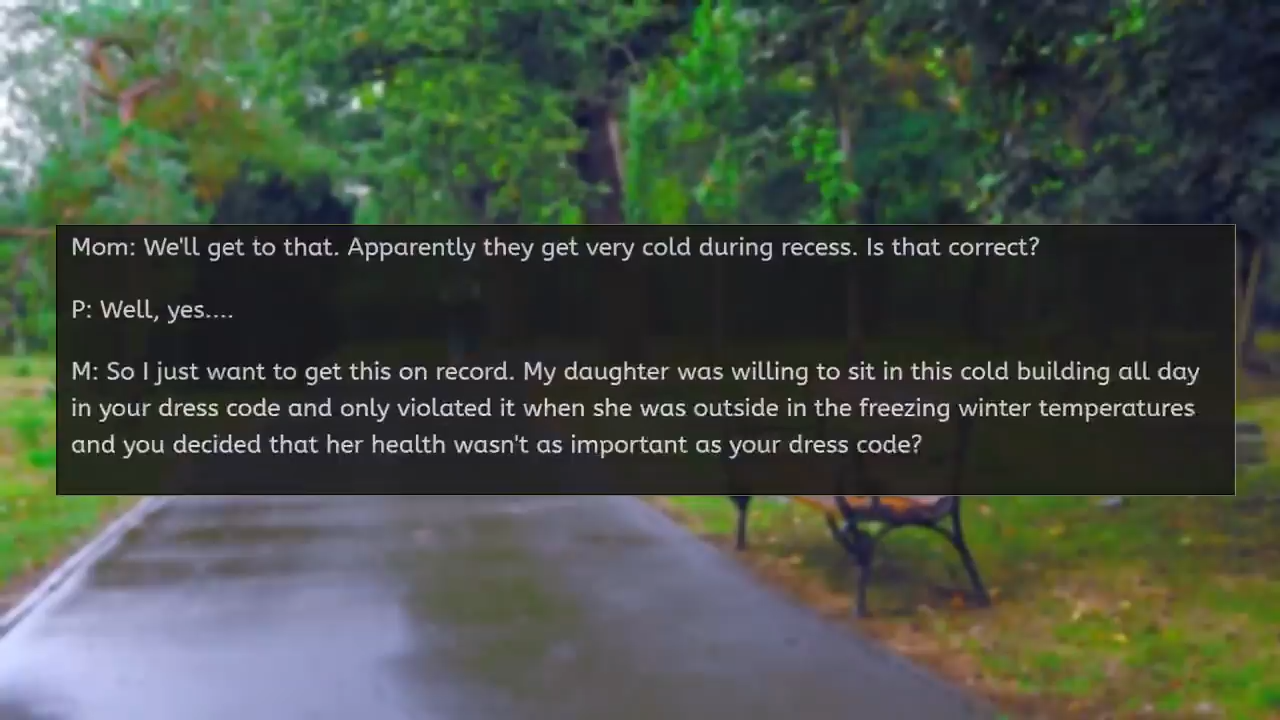 Mom: We'll get to that. Apparently they get very cold during recess. Is that correct?
P: Well, yes....
M: So I just want to get this on record. My daughter was willing to sit in this cold building all day
in your dress code and only violated it when she was outside in the freezing winter temperatures
and you decided that her health wasn't as important as your dress code?